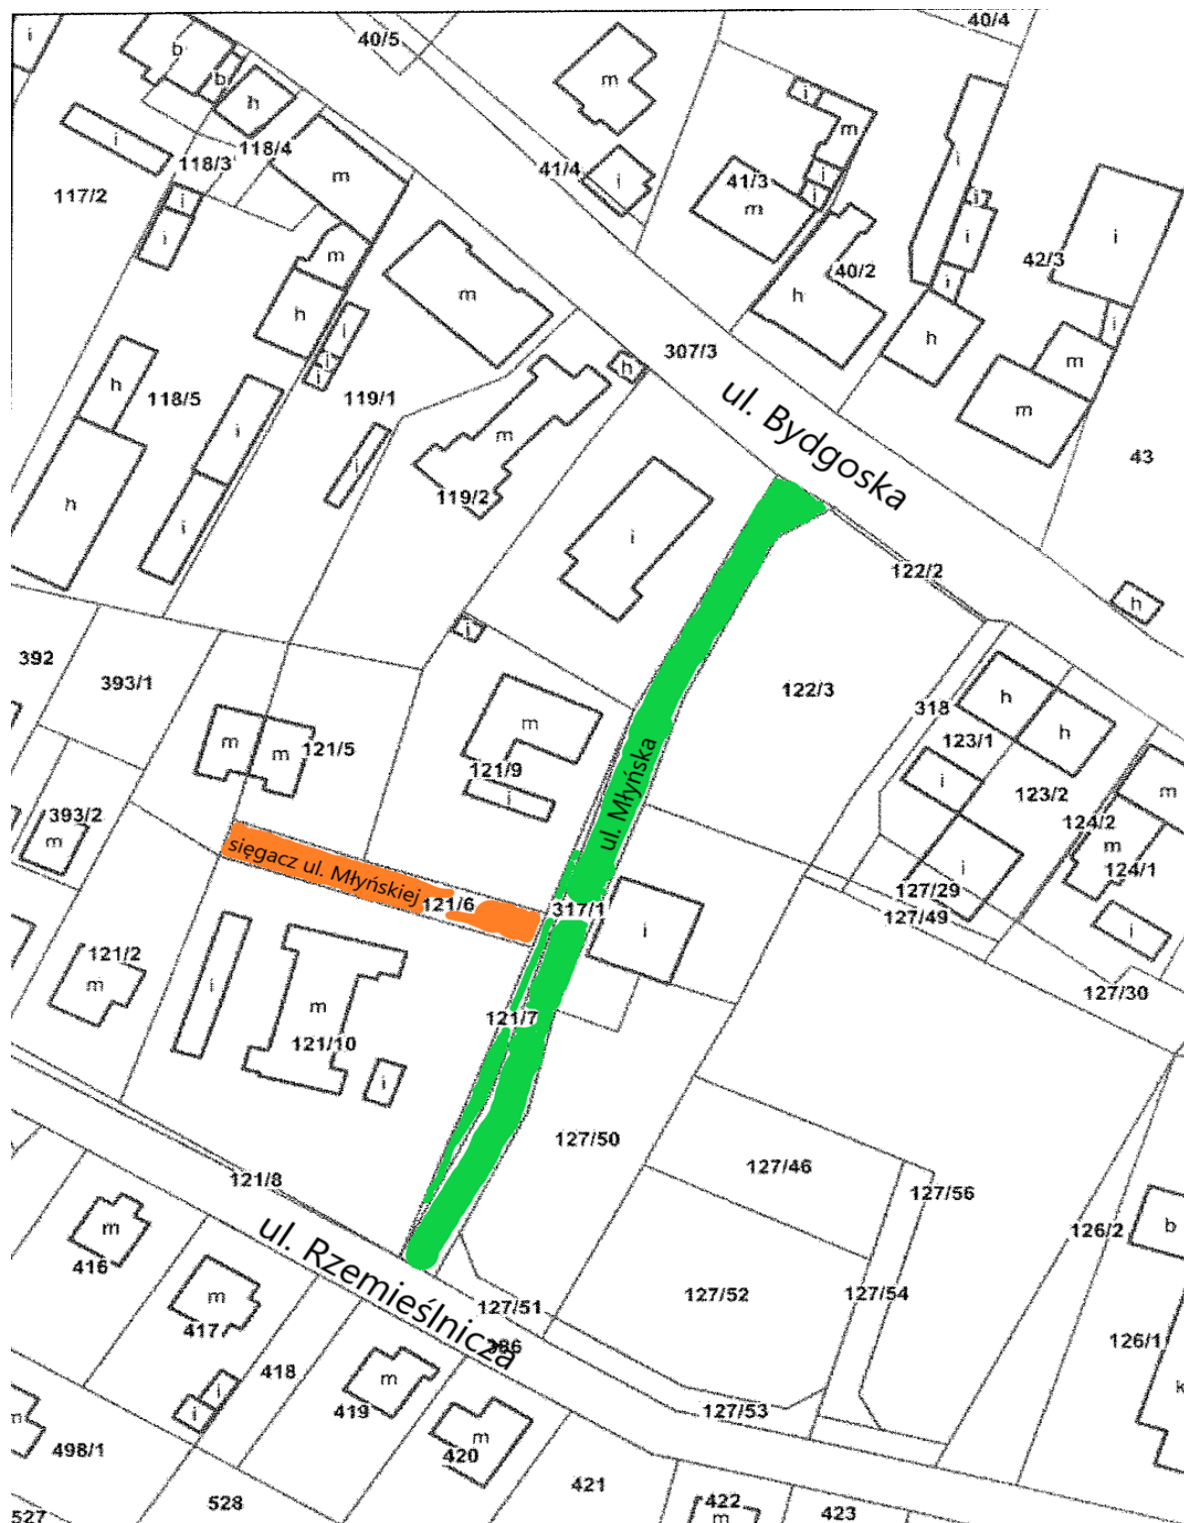 40/4
i
40/5
b
m
b
h
i
m
i
118/4
118/3
i
41/4
i
41/3
i
m
117/2
m
i
i
m
i
i
i
i
i
42/3
m
h
40/2
m
i
h
h
307/3
i
m
h
i
i
h
m
118/5
119/1
ul. Bydgoska
i
m
43
i
119/2
h
i
i
122/2
h
i
392
393/1
122/3
h
318
m
h
m
m
121/5
123/1
121/9
i
m
i
123/2
ul. Młyńska
393/2
124/2
m
m
sięgacz ul. Młyńskiej
i
124/1
127/29
121/6
317/1
127/49
i
i
121/2
m
i
127/30
m
121/7
121/10
i
127/50
127/46
121/8
127/56
m
ul. Rzemieślnicza
126/2
b
416
m
127/52
127/54
127/51
417
386
126/1
418
m
i
k
i
419
127/53
m
m
498/1
420
421
528
422
423
527
m